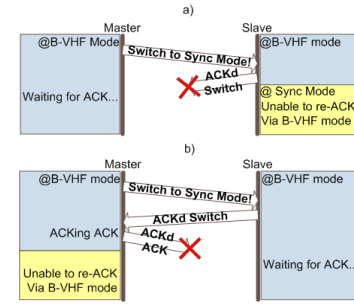 a)
Master
Slave
@B-VHF Mode
Switch to Sync Mode!
@B-VHF mode
ACKd
Switch
Waiting for ACK...
@ Sync Mode
Unable to re-ACK
Via B-VHF mode
b)
Master
Slave
@B-VHF mode
Switch to Sync Mode!
@B-VHF mode
ACKd Switch
ACKing ACK
ACKd
ACK
Unable to re-ACK
Via B-VHF mode
Waiting for ACK...